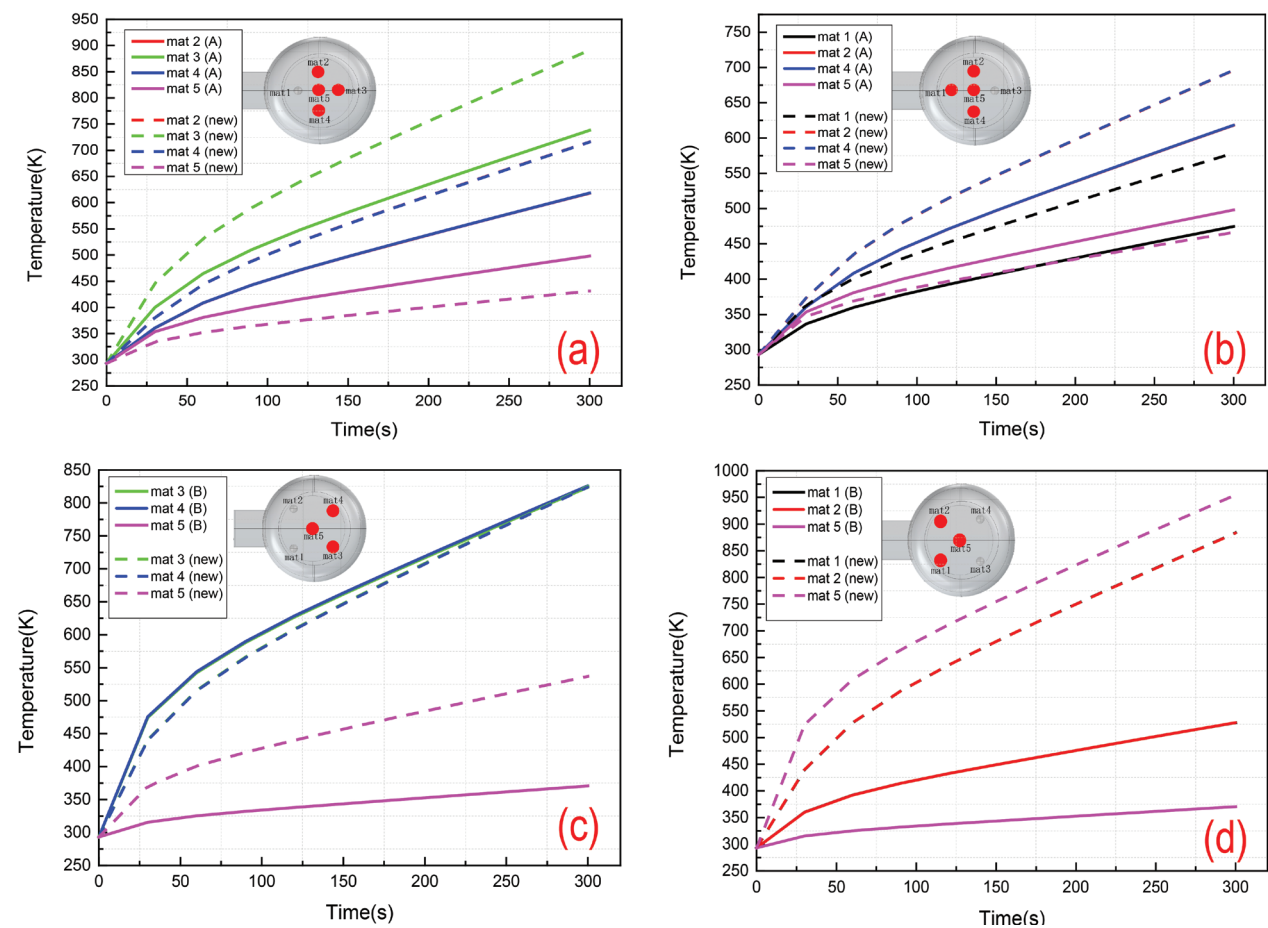 Temperature(K)
950
900
850
800
750
700
650
600
550
500
450
400
350
300
250
mat 2 (A)
mat 3 (A)
mat 4 (A)
mat 5 (A)
mat 2 (new)
mat 3 (new)
mat 4 (new)
mat 5 (new)
mat2
mat1
mat3
mat5
mat4
(a)
0
50
100
150
200
250
300
Time(s)
Temperature(K)
750
700
650
600
550
500
450
400
350
300
250
mat 1 (A)
mat 2 (A)
mat 4 (A)
mat 5 (A)
mat 1 (new)
mat 2 (new)
mat 4 (new)
mat 5 (new)
mat2
mat1
mat3
mat5
mat4
(b)
0
50
100
150
200
250
300
Time(s)
Temperature(K)
850
800
750
700
650
600
550
500
450
400
350
300
250
mat 3 (B)
mat 4 (B)
mat 5 (B)
mat 3 (new)
mat 4 (new)
mat 5 (new)
mat2
mat4
mat5
mat1
mat3
(c)
0
50
100
150
200
250
300
Time(s)
Temperature(K)
1000
950
900
850
800
750
700
650
600
550
500
450
400
350
300
250
mat 1 (B)
mat 2 (B)
mat 5 (B)
mat 1 (new)
mat 2 (new)
mat 5 (new)
mat2
mat4
mat5
mat1
mat3
(d)
0
50
100
150
200
250
300
Time(s)